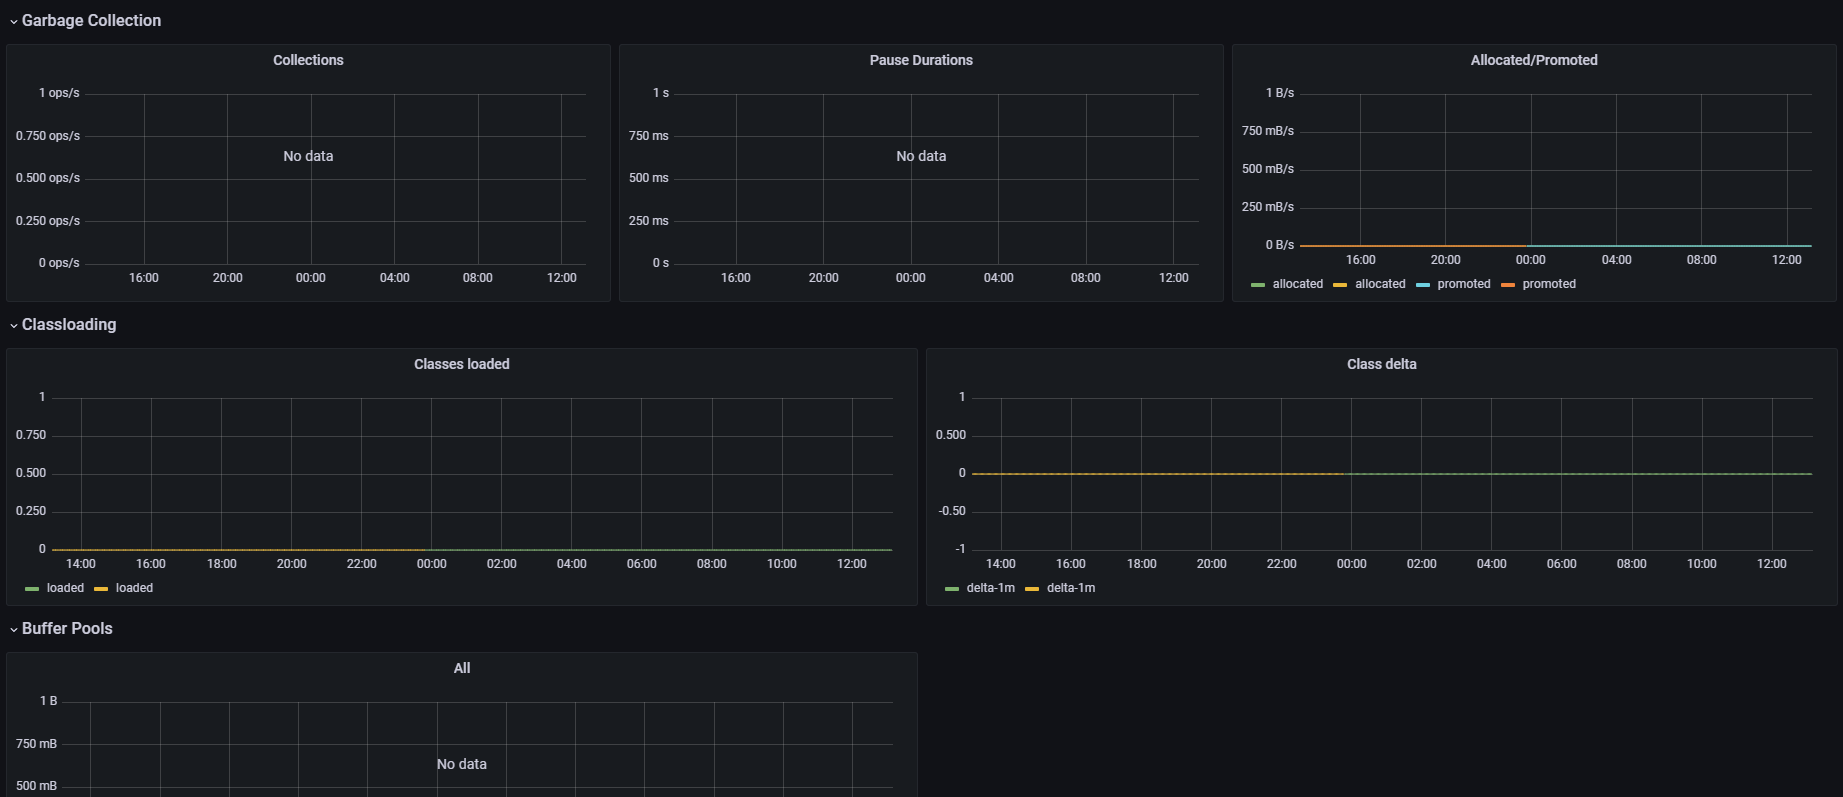 Garbage Collection
Collections
1 ops/s
0.750 ops/s
0.500 ops/s
0.250 ops/s
0 ops/s
No data
16:00 20:00 00:00 04:00 08:00 12:00
Pause Durations
1 s
750 ms
500 ms
250 ms
0 s
No data
16:00 20:00 00:00 04:00 08:00 12:00
Allocated/Promoted
1 B/s
750 mB/s
500 mB/s
250 mB/s
0 B/s
16:00 20:00 00:00 04:00 08:00 12:00
allocated allocated promoted promoted
Classloading
Classes loaded
1
0.750
0.500
0.250
0
14:00 16:00 18:00 20:00 22:00 00:00 02:00 04:00 06:00 08:00 10:00 12:00
loaded loaded
Class delta
1
0.500
0
-0.50
-1
14:00 16:00 18:00 20:00 22:00 00:00 02:00 04:00 06:00 08:00 10:00 12:00
delta-1m delta-1m
Buffer Pools
All
1 B
750 mB
500 mB
No data